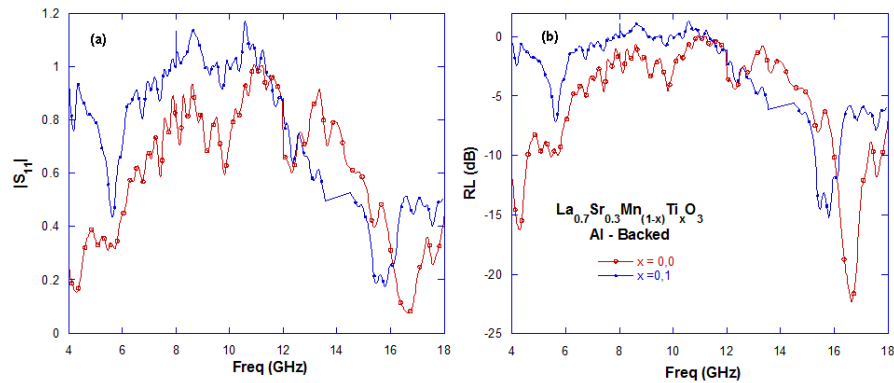 (a)
|S11|
1.2
1
0.8
0.6
0.4
0.2
0
4 6 8 10 12 14 16 18
Freq (GHz)
(b)
RL (dB)
0
-5
-10
-15
-20
-25
La0.7Sr0.3Mn(1-x)TixO3
Al - Backed
x = 0,0
x =0,1
4 6 8 10 12 14 16 18
Freq (GHz)